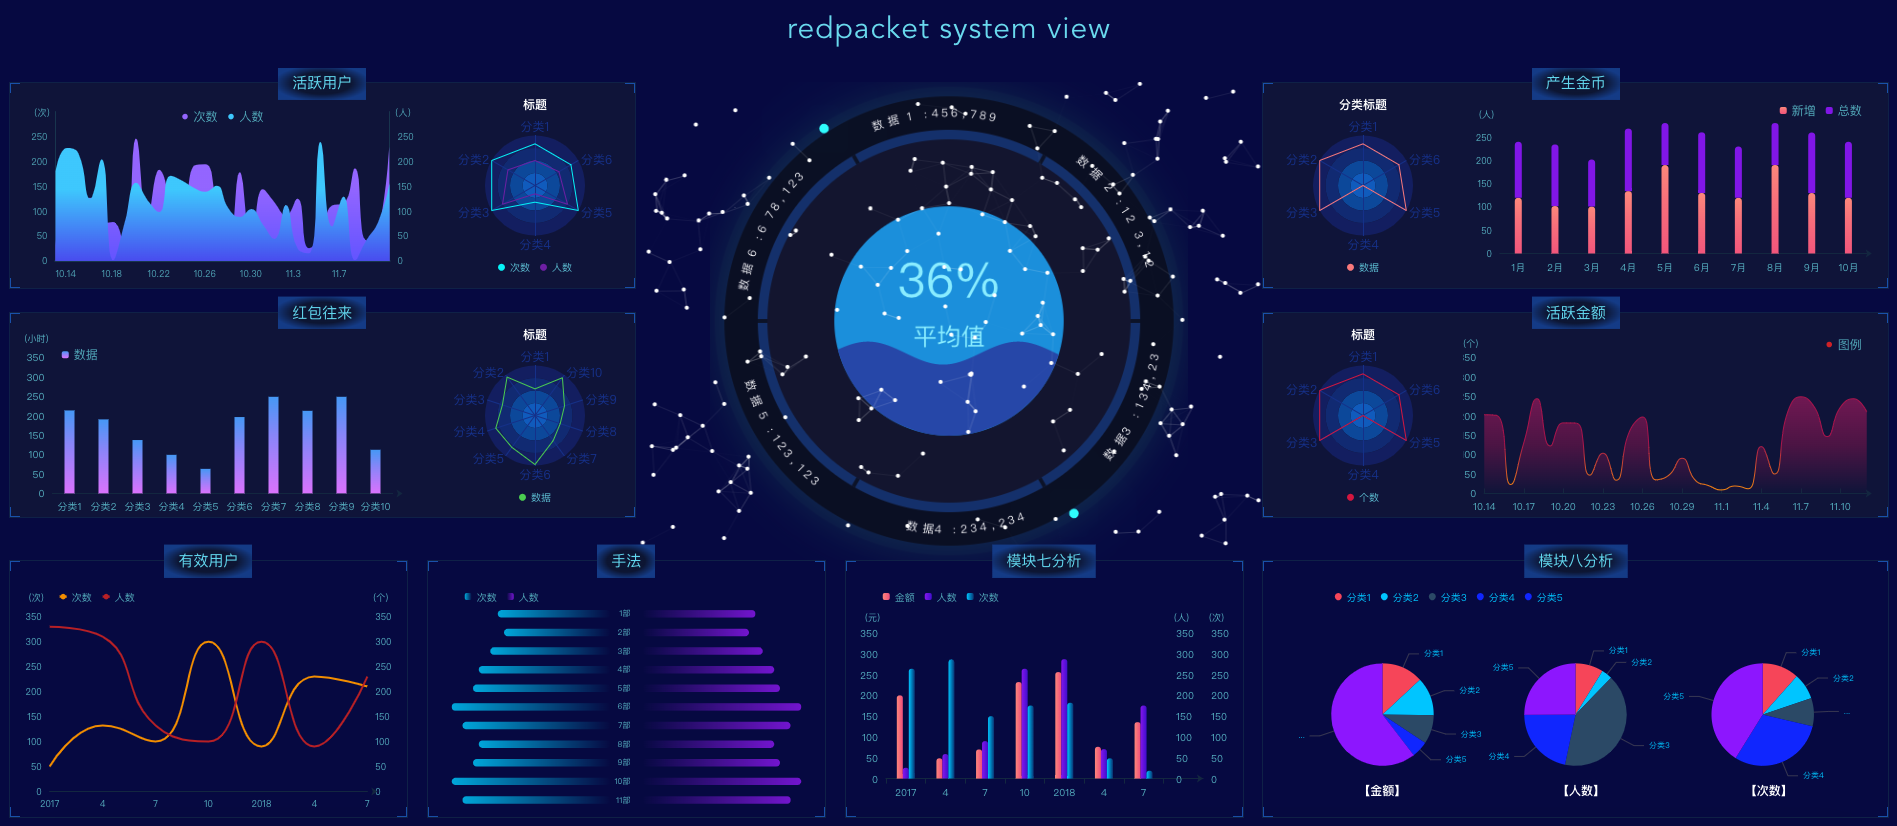 redpacket system view
活跃用户
(次)
次数 人数
(人)
250
200
150
100
50
0
250
200
150
100
50
0
10.14 10.18 10.22 10.26 10.30 11.3 11.7
标题
分类1
分类2
分类6
分类3
分类5
分类4
次数 人数
红包往来
(小时)
数据
350
300
250
200
150
100
50
0
分类1 分类2 分类3 分类4 分类5 分类6 分类7 分类8 分类9 分类10
标题
分类1
分类2
分类10
分类3
分类9
分类4
分类8
分类5
分类7
分类6
数据
数据 1 :456,789
数据 2 :12 3,12
数据3 :134,23
数据4 :234,234
数据 5 :123,123
数据 6 :6 78,123
36%
平均值
产生金币
分类标题
分类1
分类2
分类6
分类3
分类5
分类4
数据
(人)
新增 总数
250
200
150
100
50
0
1月 2月 3月 4月 5月 6月 7月 8月 9月 10月
活跃金额
标题
分类1
分类2
分类6
分类3
分类5
分类4
个数
(个)
图例
350
300
250
200
150
100
50
0
10.14 10.17 10.20 10.23 10.26 10.29 11.1 11.4 11.7 11.10
有效用户
(次)
次数 人数
(个)
350
300
250
200
150
100
50
0
350
300
250
200
150
100
50
0
2017 4 7 10 2018 4 7
手法
次数 人数
1部
2部
3部
4部
5部
6部
7部
8部
9部
10部
11部
模块七分析
金额 人数 次数
(元)
(人)
(次)
350
300
250
200
150
100
50
0
350
300
250
200
150
100
50
0
350
300
250
200
150
100
50
0
2017 4 7 10 2018 4 7
模块八分析
分类1 分类2 分类3 分类4 分类5
分类1
分类2
分类3
分类5
...
【金额】
分类1
分类2
分类3
分类4
分类5
【人数】
分类1
分类2
...
分类4
分类5
【次数】